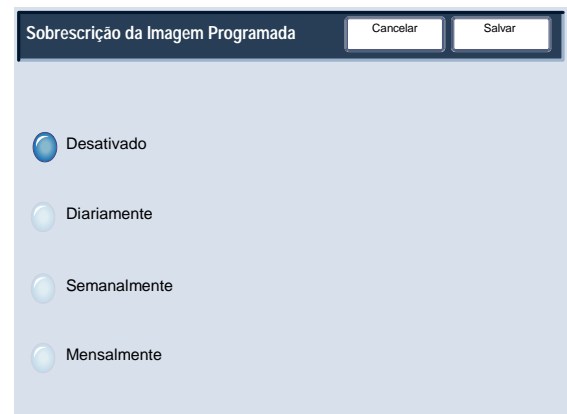 Sobrescrição da Imagem Programada
Cancelar
Salvar
Desativado
Diariamente
Semanalmente
Mensalmente